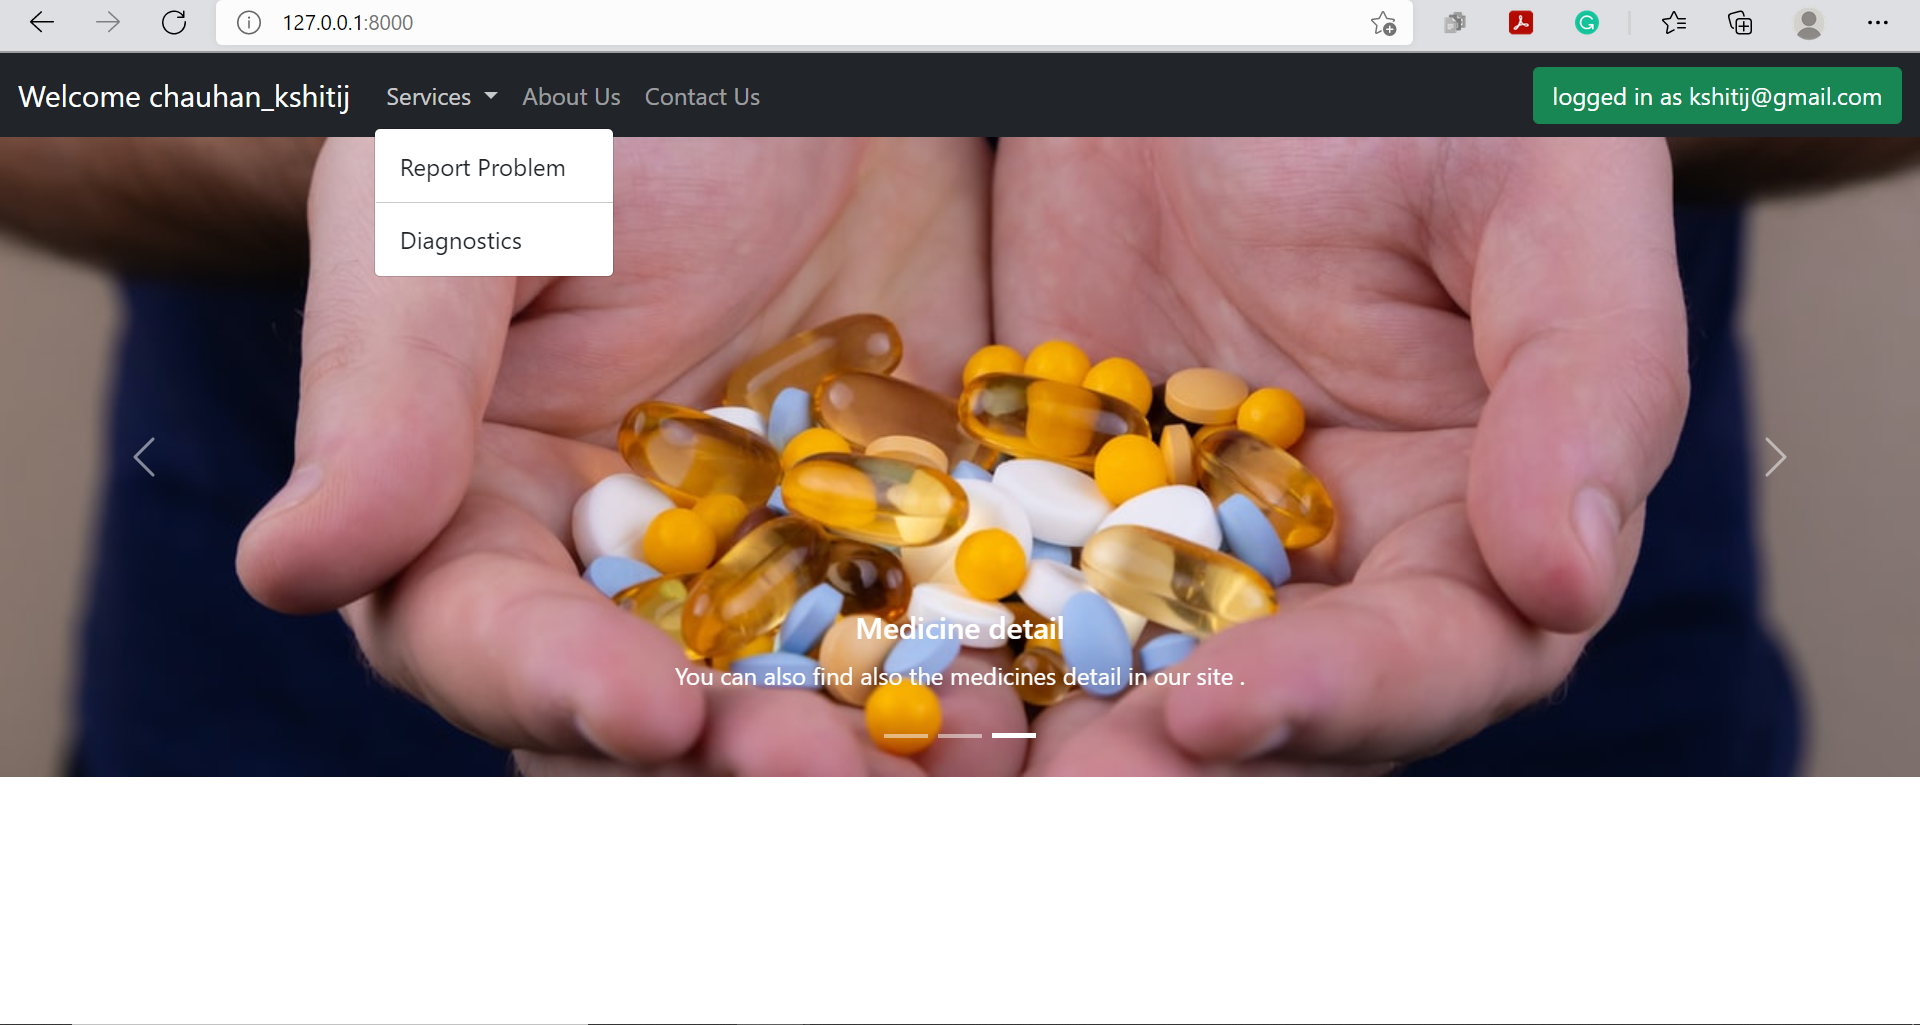 127.0.0.1:8000
Welcome chauhan_kshitij Services About Us Contact Us logged in as kshitij@gmail.com
Report Problem
Diagnostics
Medicine detail
You can also find also the medicines detail in our site .